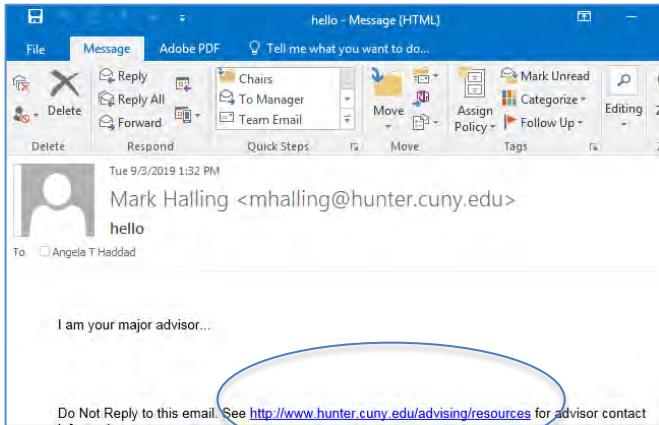 hello - Message (HTML)
File Message Adobe PDF Tell me what you want to do...
Delete
Reply
Reply All
Forward
Chairs
To Manager
Team Email
Move
Assign Policy
Mark Unread
Categorize
Follow Up
Editing
Delete Respond Quick Steps Move Tags
Tue 9/3/2019 1:32 PM
Mark Halling <mhalling@hunter.cuny.edu>
hello
To Angela T Haddad
I am your major advisor...
Do Not Reply to this email. See http://www.hunter.cuny.edu/advising/resources for advisor contact